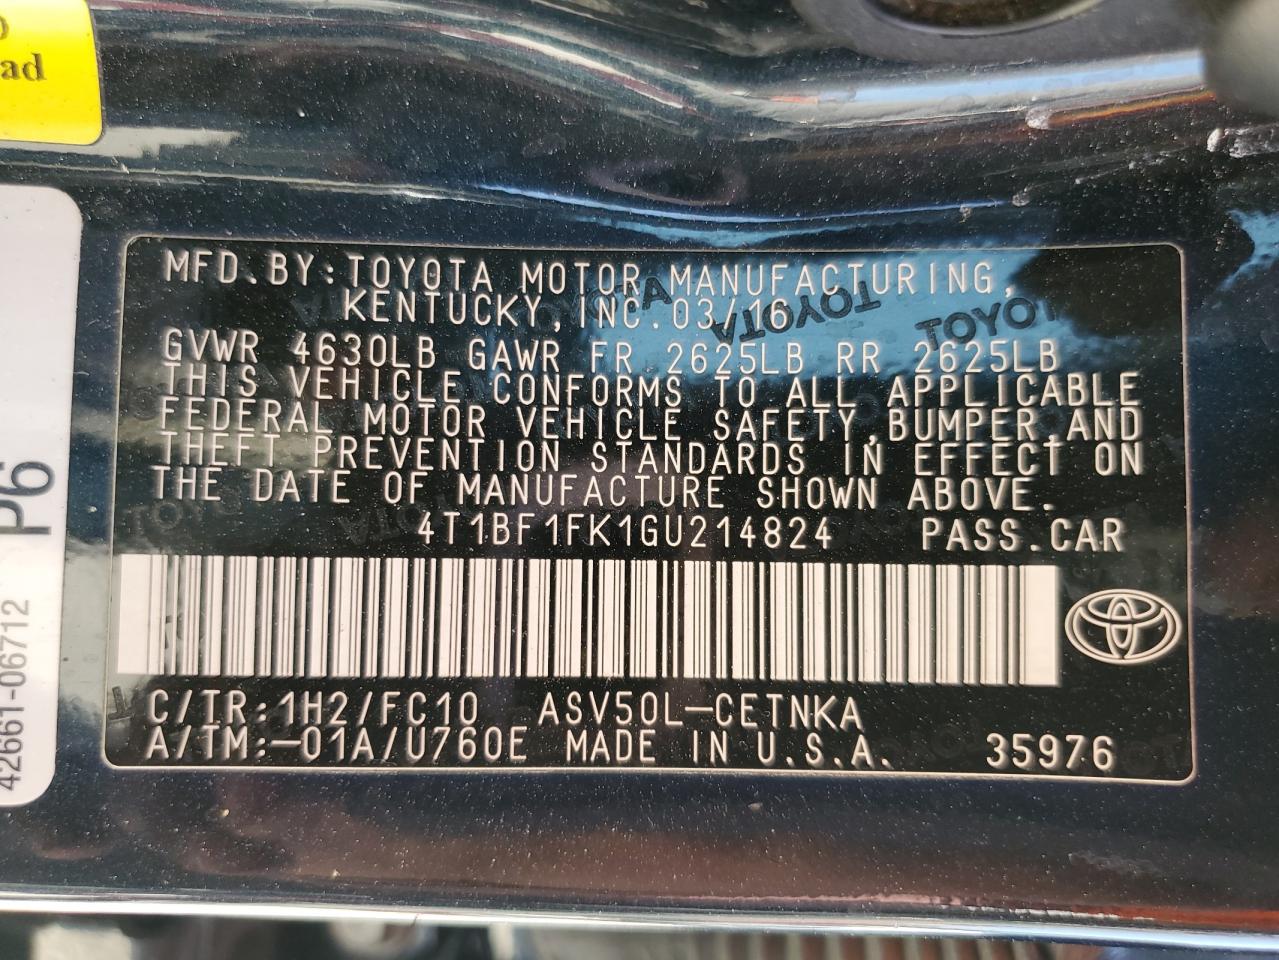 ad
P6
42661-06712
MFD.BY:TOYOTA MOTOR MANUFACTURING,
KENTUCKY,INC.03/16
GVWR 4630LB GAWR FR 2625LB RR 2625LB
THIS VEHICLE CONFORMS TO ALL APPLICABLE
FEDERAL MOTOR VEHICLE SAFETY,BUMPER,AND
THEFT PREVENTION STANDARDS IN EFFECT ON
THE DATE OF MANUFACTURE SHOWN ABOVE.
4T1BF1FK1GU214824 PASS.CAR
C/TR:1H2/FC10 ASV50L-CETNKA
A/TM:-01A/U760E MADE IN U.S.A. 35976
TOYOTA
TOYOTA